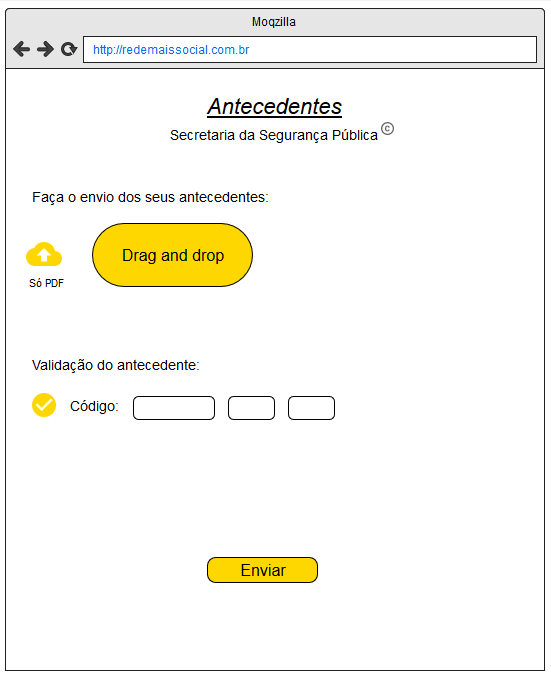 Moqzilla
http://redemaissocial.com.br
Antecedentes
Secretaria da Segurança Pública ©
Faça o envio dos seus antecedentes:
Drag and drop
Só PDF
Validação do antecedente:
Código:
Enviar